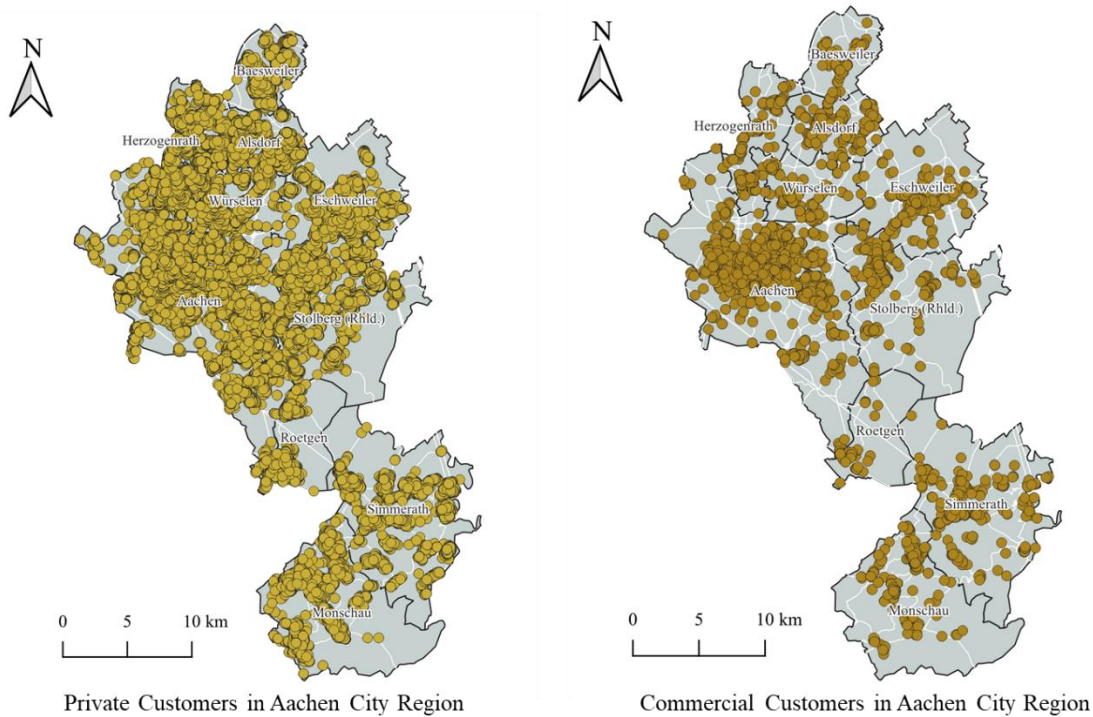 N
Baesweiler
Herzogenrath
Alsdorf
Würselen
Eschweiler
Aachen
Stolberg (Rhld.)
Roetgen
Simmerath
Monschau
0 5 10 km
Private Customers in Aachen City Region
N
Baesweiler
Herzogenrath
Alsdorf
Würselen
Eschweiler
Aachen
Stolberg (Rhld.)
Roetgen
Simmerath
Monschau
0 5 10 km
Commercial Customers in Aachen City Region